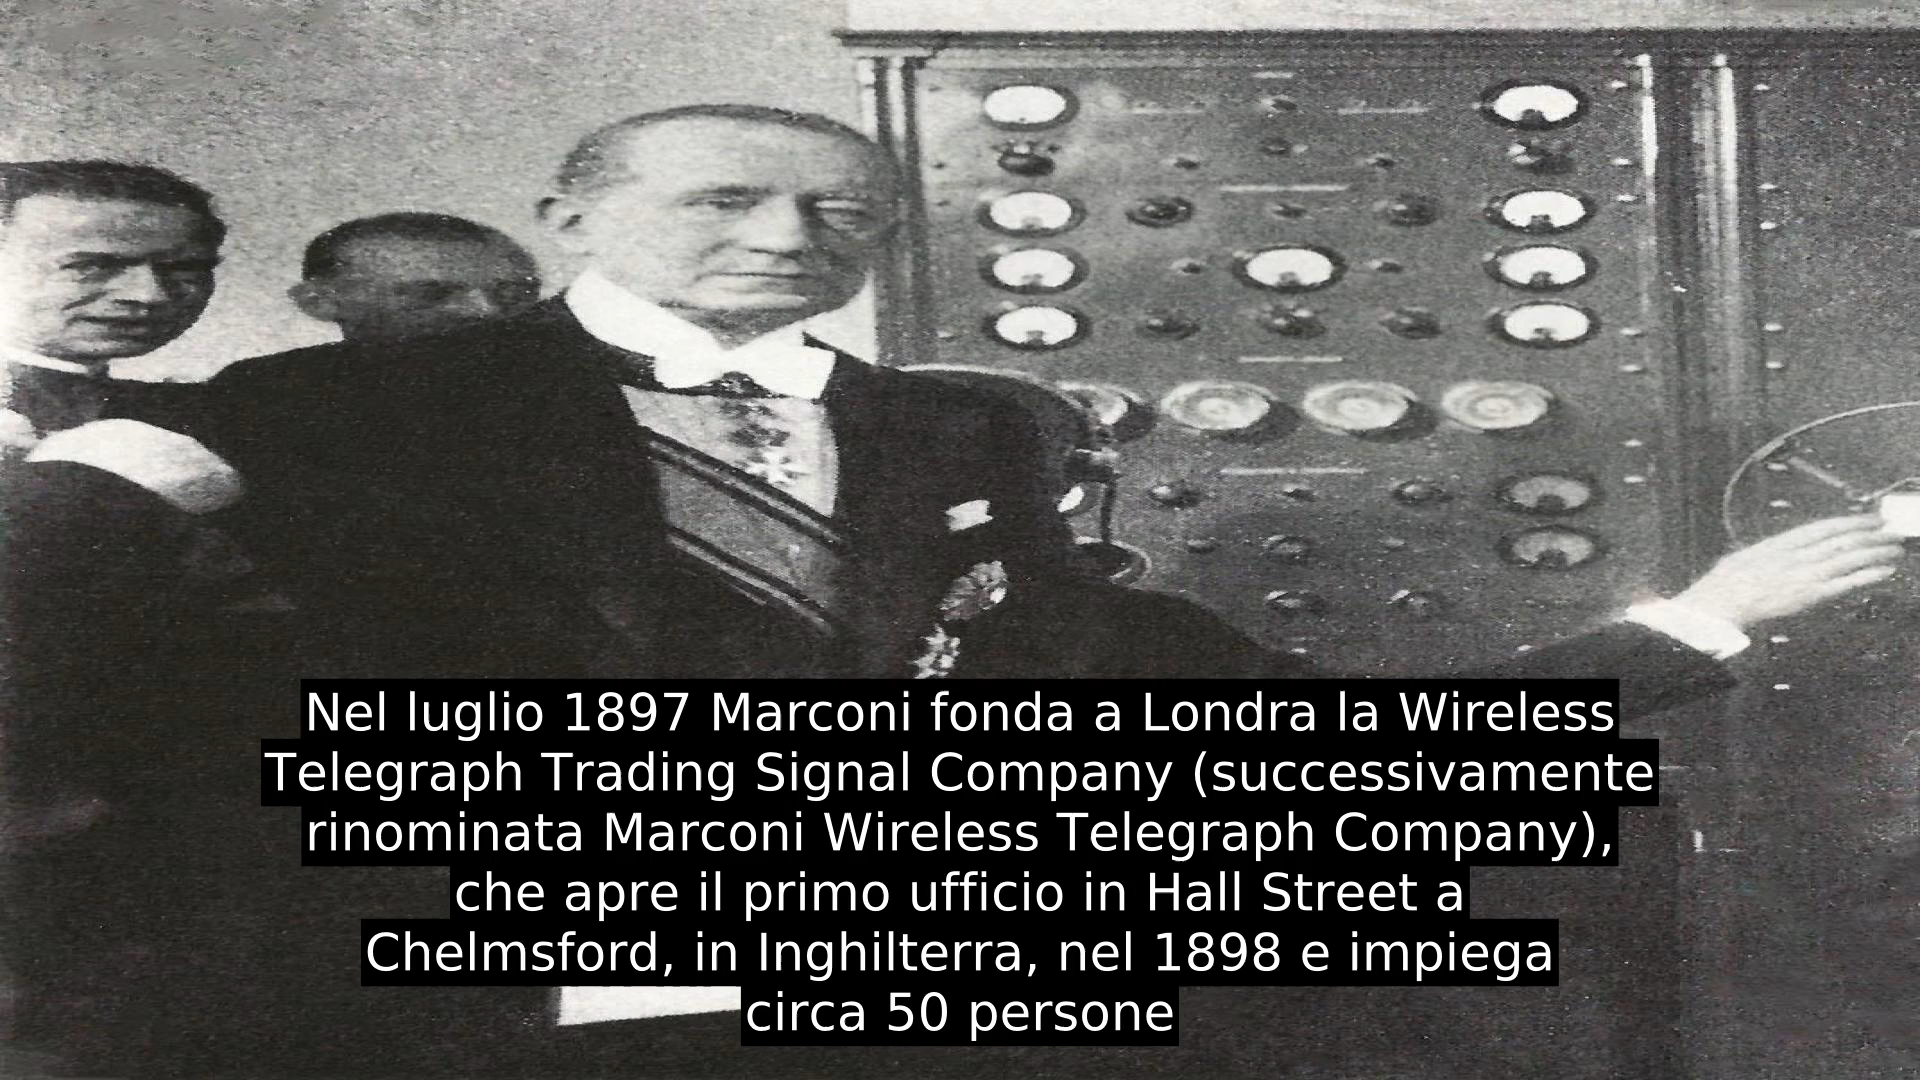 Nel luglio 1897 Marconi fonda a Londra la Wireless
Telegraph Trading Signal Company (successivamente
rinominata Marconi Wireless Telegraph Company),
che apre il primo ufficio in Hall Street a
Chelmsford, in Inghilterra, nel 1898 e impiega
circa 50 persone